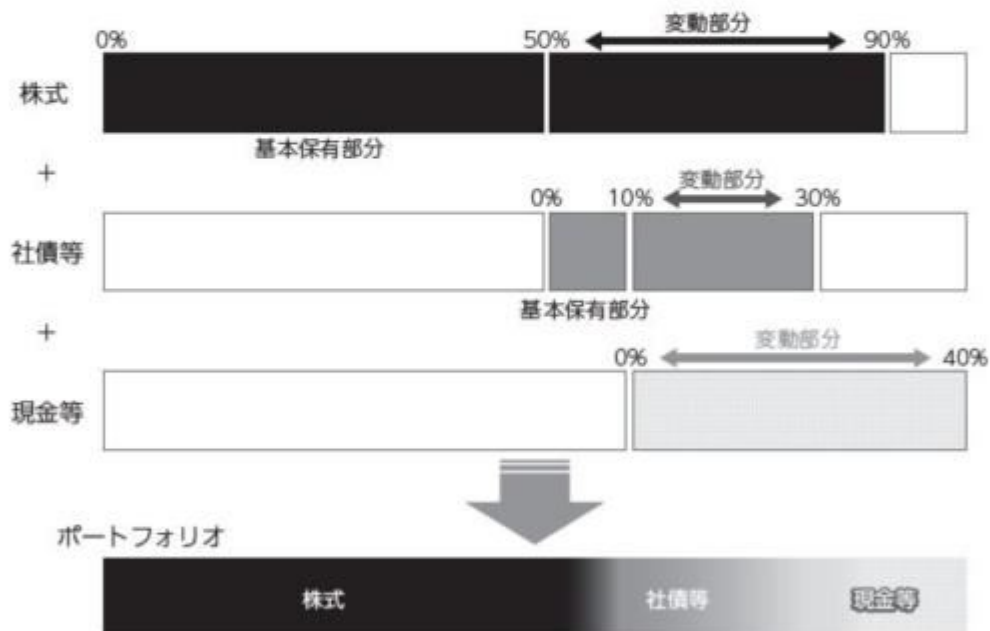 変動部分
0% 50% 90%
株式
基本保有部分
+
変動部分
0% 10% 30%
社債等
基本保有部分
+
変動部分
0% 40%
現金等
ポートフォリオ
株式 社債等 現金等